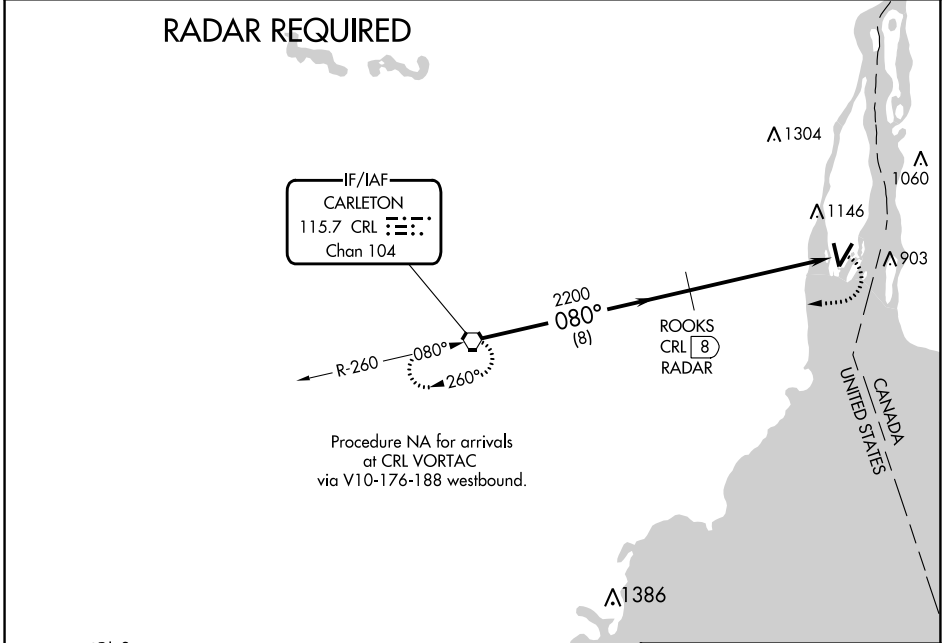 RADAR REQUIRED
1304
1060
IF/IAF
CARLETON
115.7 CRL
Chan 104
1146
903
2200
080°
(8)
ROOKS
CRL 8
RADAR
R-260
080°
260°
CANADA
UNITED STATES
Procedure NA for arrivals
at CRL VORTAC
via V10-176-188 westbound.
1386